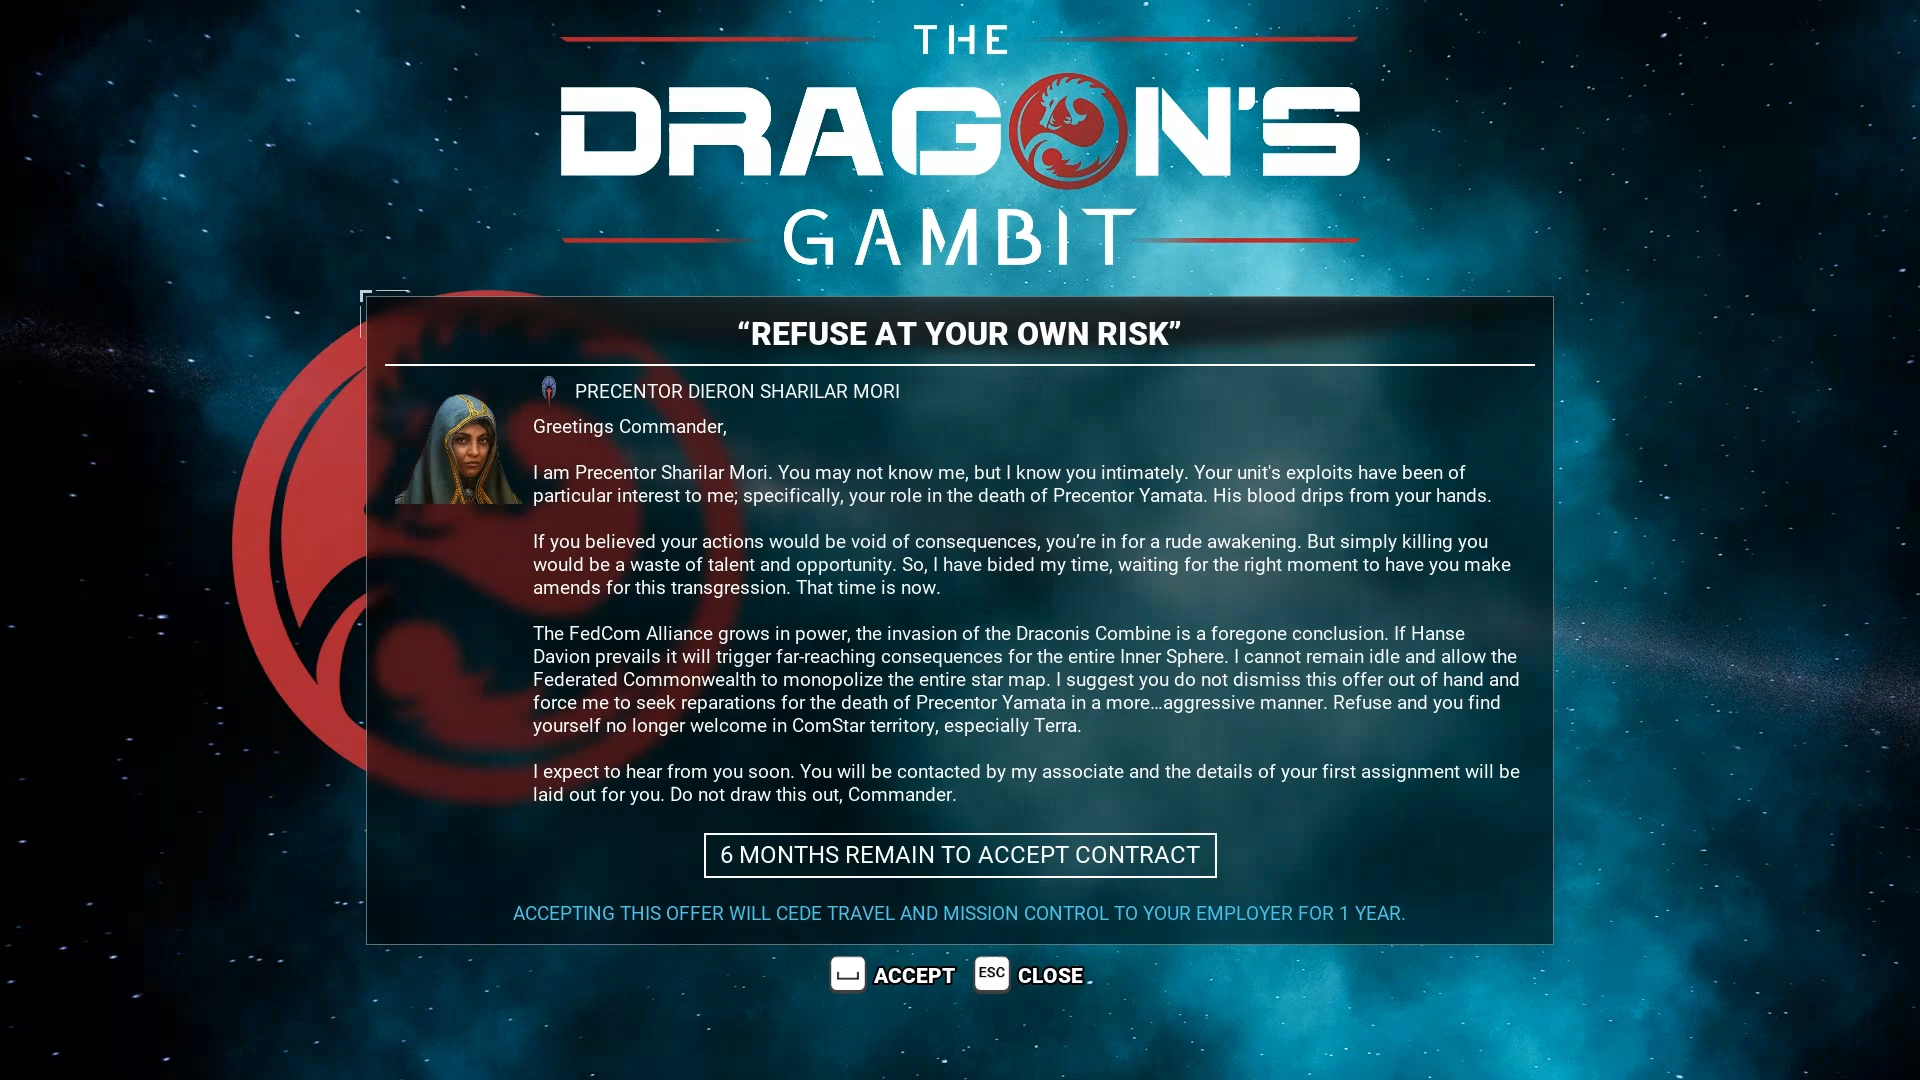 THE
DRAGON'S
GAMBIT
“REFUSE AT YOUR OWN RISK”
PRECENTOR DIERON SHARILAR MORI
Greetings Commander,
I am Precentor Sharilar Mori. You may not know me, but I know you intimately. Your unit's exploits have been of
particular interest to me; specifically, your role in the death of Precentor Yamata. His blood drips from your hands.
If you believed your actions would be void of consequences, you’re in for a rude awakening. But simply killing you
would be a waste of talent and opportunity. So, I have bided my time, waiting for the right moment to have you make
amends for this transgression. That time is now.
The FedCom Alliance grows in power, the invasion of the Draconis Combine is a foregone conclusion. If Hanse
Davion prevails it will trigger far-reaching consequences for the entire Inner Sphere. I cannot remain idle and allow the
Federated Commonwealth to monopolize the entire star map. I suggest you do not dismiss this offer out of hand and
force me to seek reparations for the death of Precentor Yamata in a more…aggressive manner. Refuse and you find
yourself no longer welcome in ComStar territory, especially Terra.
I expect to hear from you soon. You will be contacted by my associate and the details of your first assignment will be
laid out for you. Do not draw this out, Commander.
6 MONTHS REMAIN TO ACCEPT CONTRACT
ACCEPTING THIS OFFER WILL CEDE TRAVEL AND MISSION CONTROL TO YOUR EMPLOYER FOR 1 YEAR.
ACCEPT ESC CLOSE